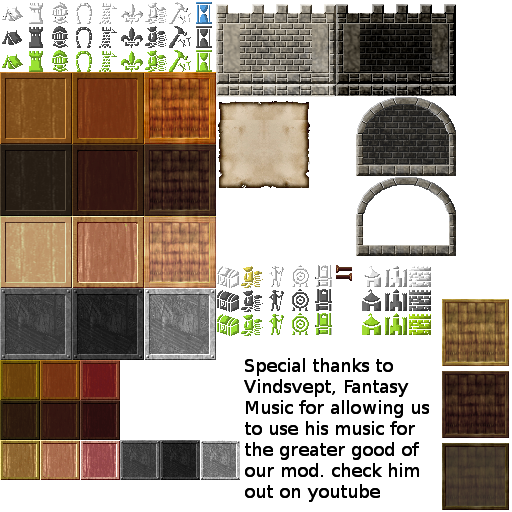 Special thanks to
Vindsvept, Fantasy
Music for allowing us
to use his music for
the greater good of
our mod. check him
out on youtube